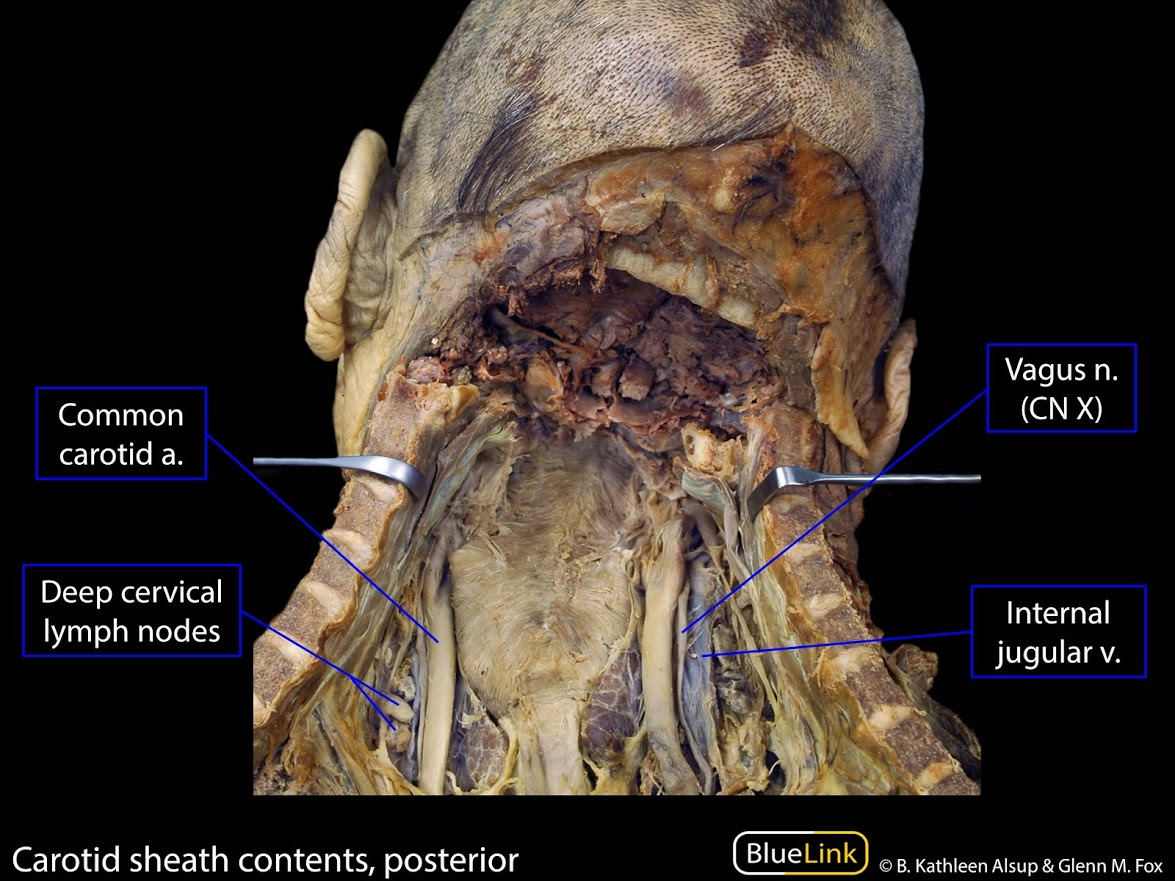 Common
carotid a.
Deep cervical
lymph nodes
Vagus n.
(CN X)
Internal
jugular v.
Carotid sheath contents, posterior
BlueLink
© B. Kathleen Alsup & Glenn M. Fox